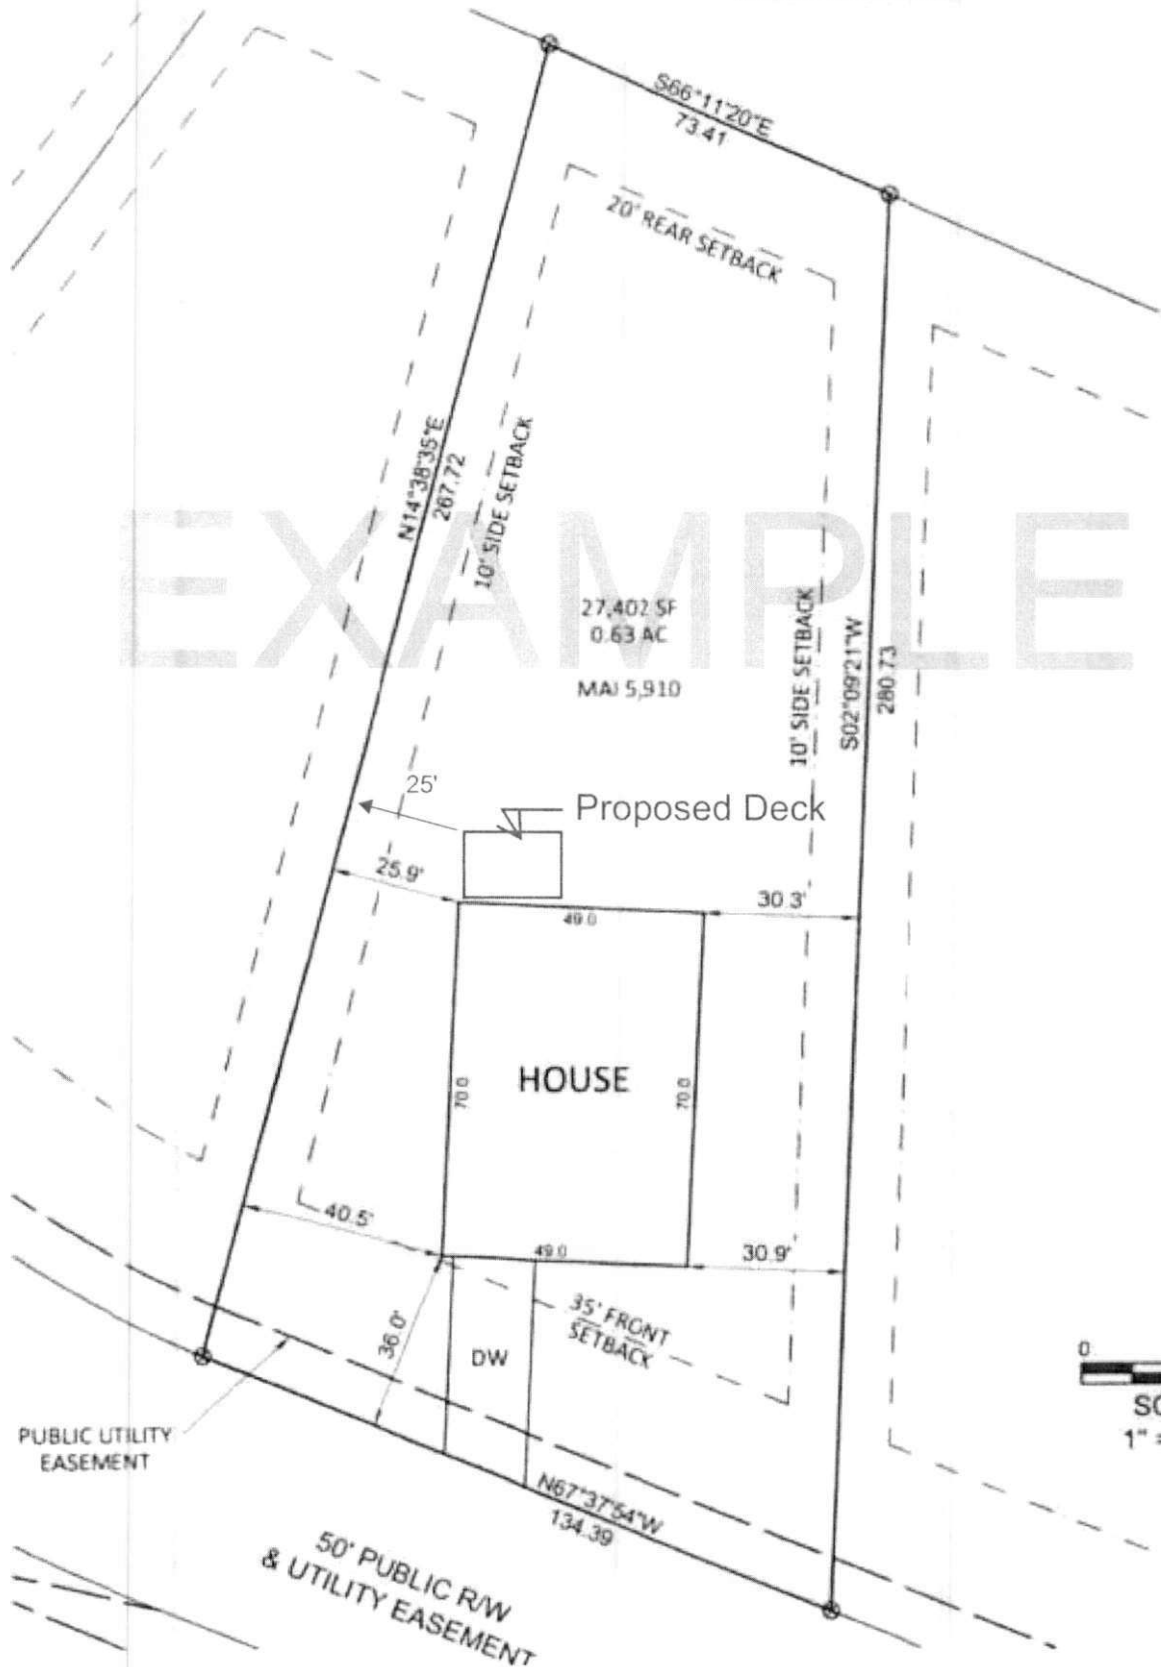 S66°11'20"E
73.41
20' REAR SETBACK
N14°38'35"E
267.72
10' SIDE SETBACK
EXAMPLE
27,402 SF
0.63 AC
MAI 5,910
10' SIDE SETBACK
S02°09'21"W
280.73
25'
Proposed Deck
25.9'
30.3'
49.0
HOUSE
70.0
70.0
40.5'
49.0
30.9'
36.0'
35' FRONT
SETBACK
DW
0
SC
1" =
PUBLIC UTILITY
EASEMENT
N67°37'54"W
134.39
50' PUBLIC R/W
& UTILITY EASEMENT